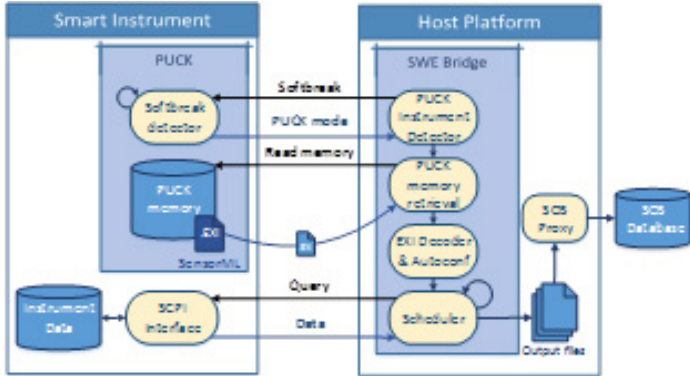 Smart Instrument
Host Platform
PUCK
SWE Bridge
Softbreak
Softbreak
detector
PUCK mode
PUCK
Instrument
Detector
Read memory
PUCK
memory
PUCK
memory
retrieval
EXI
EXI
SensorML
EXI Decoder
& Autoconf
SOS
Proxy
SOS
Database
Query
Instrument
Data
SCPI
Interface
Data
Scheduler
Output files